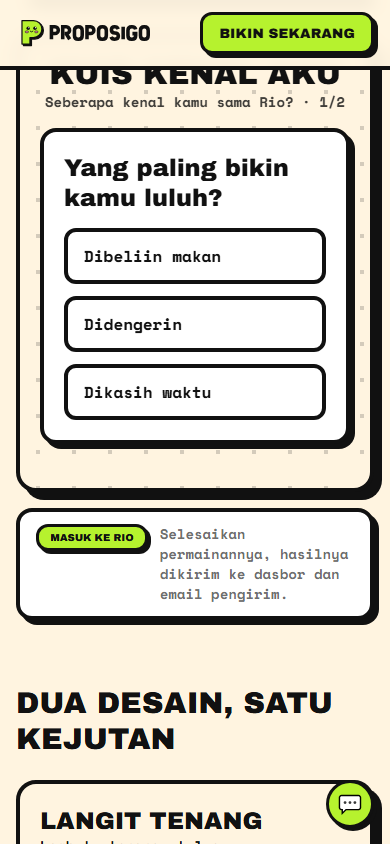 PROPOSIGO
BIKIN SEKARANG
KUIS KENAL AKU
Seberapa kenal kamu sama Rio? · 1/2
Yang paling bikin
kamu luluh?
Dibeliin makan
Didengerin
Dikasih waktu
MASUK KE RIO
Selesaikan
permainannya, hasilnya
dikirim ke dasbor dan
email pengirim.
DUA DESAIN, SATU
KEJUTAN
LANGIT TENANG